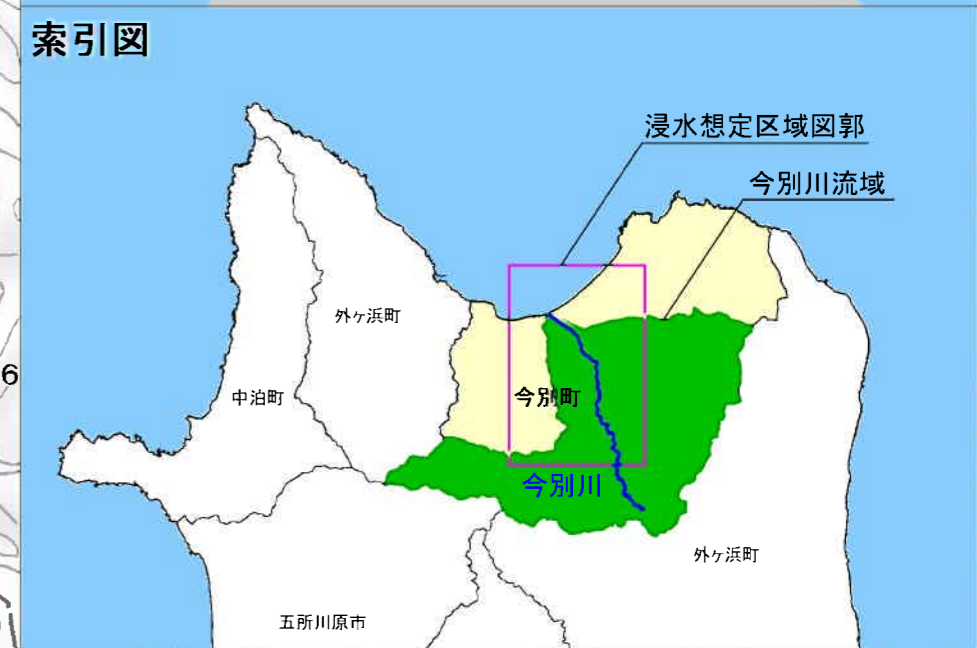 索引図
浸水想定区域図郭
今別川流域
外ヶ浜町
6
中泊町
今別町
今別川
外ヶ浜町
五所川原市